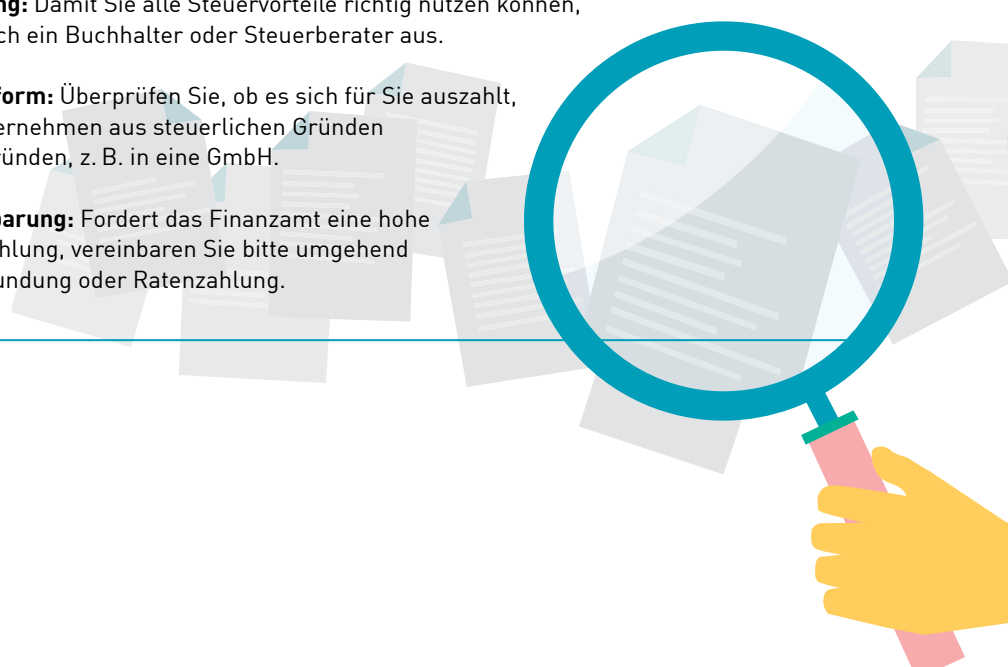 ng: Damit Sie alle Steuervorteile richtig nutzen können,
ch ein Buchhalter oder Steuerberater aus.
form: Überprüfen Sie, ob es sich für Sie auszahlt,
ernehmen aus steuerlichen Gründen
ründen, z. B. in eine GmbH.
barung: Fordert das Finanzamt eine hohe
hlung, vereinbaren Sie bitte umgehend
undung oder Ratenzahlung.